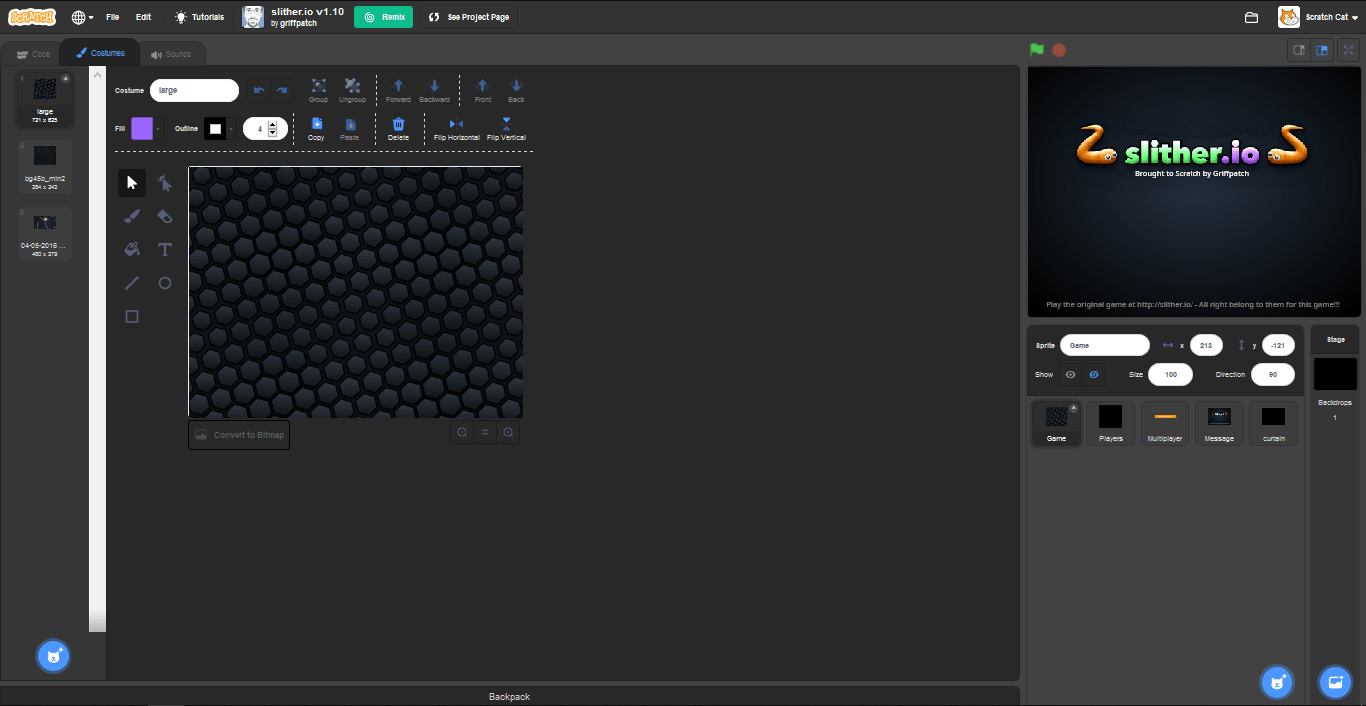 SCRATCH
File
Edit
Tutorials
slither.io v1.10
by griffpatch
Remix
See Project Page
Scratch Cat
Code
Costumes
Sounds
1
large
721 x 625
2
bg45b_min2
284 x 243
3
04-05-2016 ...
450 x 279
Costume
large
Group
Ungroup
Forward
Backward
Front
Back
Fill
Outline
4
Copy
Paste
Delete
Flip Horizontal
Flip Vertical
Convert to Bitmap
Backpack
slither.io
Brought to Scratch by Griffpatch
Play the original game at http://slither.io/ - All right belong to them for this game!!!
Sprite
Game
x
213
y
-121
Show
Size
100
Direction
90
Game
Players
Multiplayer
Message
curtain
Stage
Backdrops
1